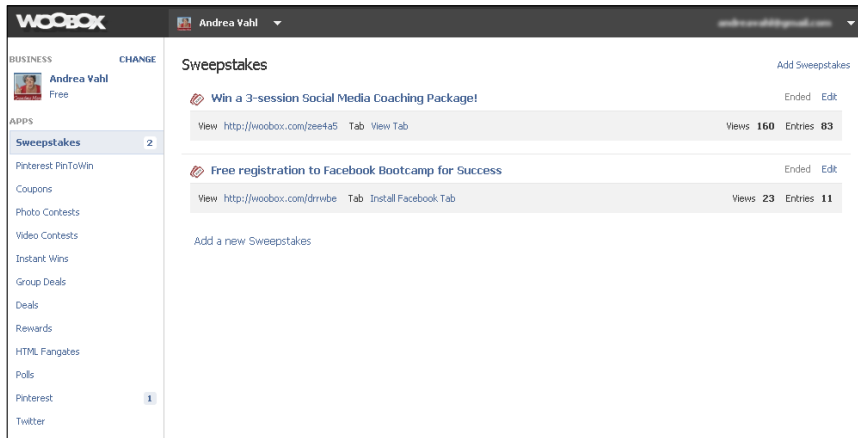 WOOBOX
Andrea Vahl
BUSINESS CHANGE
Andrea Vahl
Free
APPS
Sweepstakes 2
Pinterest PinToWin
Coupons
Photo Contests
Video Contests
Instant Wins
Group Deals
Deals
Rewards
HTML Fangates
Polls
Pinterest 1
Twitter
Sweepstakes Add Sweepstakes
Win a 3-session Social Media Coaching Package! Ended Edit
View http://woobox.com/zee4a5 Tab View Tab Views 160 Entries 83
Free registration to Facebook Bootcamp for Success Ended Edit
View http://woobox.com/drrwbe Tab Install Facebook Tab Views 23 Entries 11
Add a new Sweepstakes